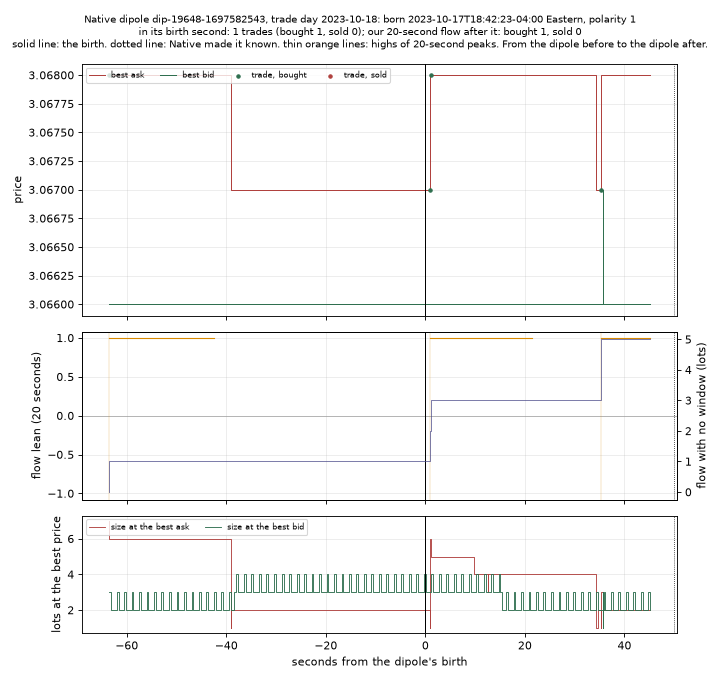 Native dipole dip-19648-1697582543, trade day 2023-10-18: born 2023-10-17T18:42:23-04:00 Eastern, polarity 1
in its birth second: 1 trades (bought 1, sold 0); our 20-second flow after it: bought 1, sold 0
solid line: the birth. dotted line: Native made it known. thin orange lines: highs of 20-second peaks. From the dipole before to the dipole after.
best ask best bid trade, bought trade, sold
3.06800
3.06775
3.06750
3.06725
3.06700
3.06675
3.06650
3.06625
3.06600
price
1.0
0.5
0.0
−0.5
−1.0
flow lean (20 seconds)
5
4
3
2
1
0
flow with no window (lots)
size at the best ask size at the best bid
6
4
2
lots at the best price
−60 −40 −20 0 20 40
seconds from the dipole's birth